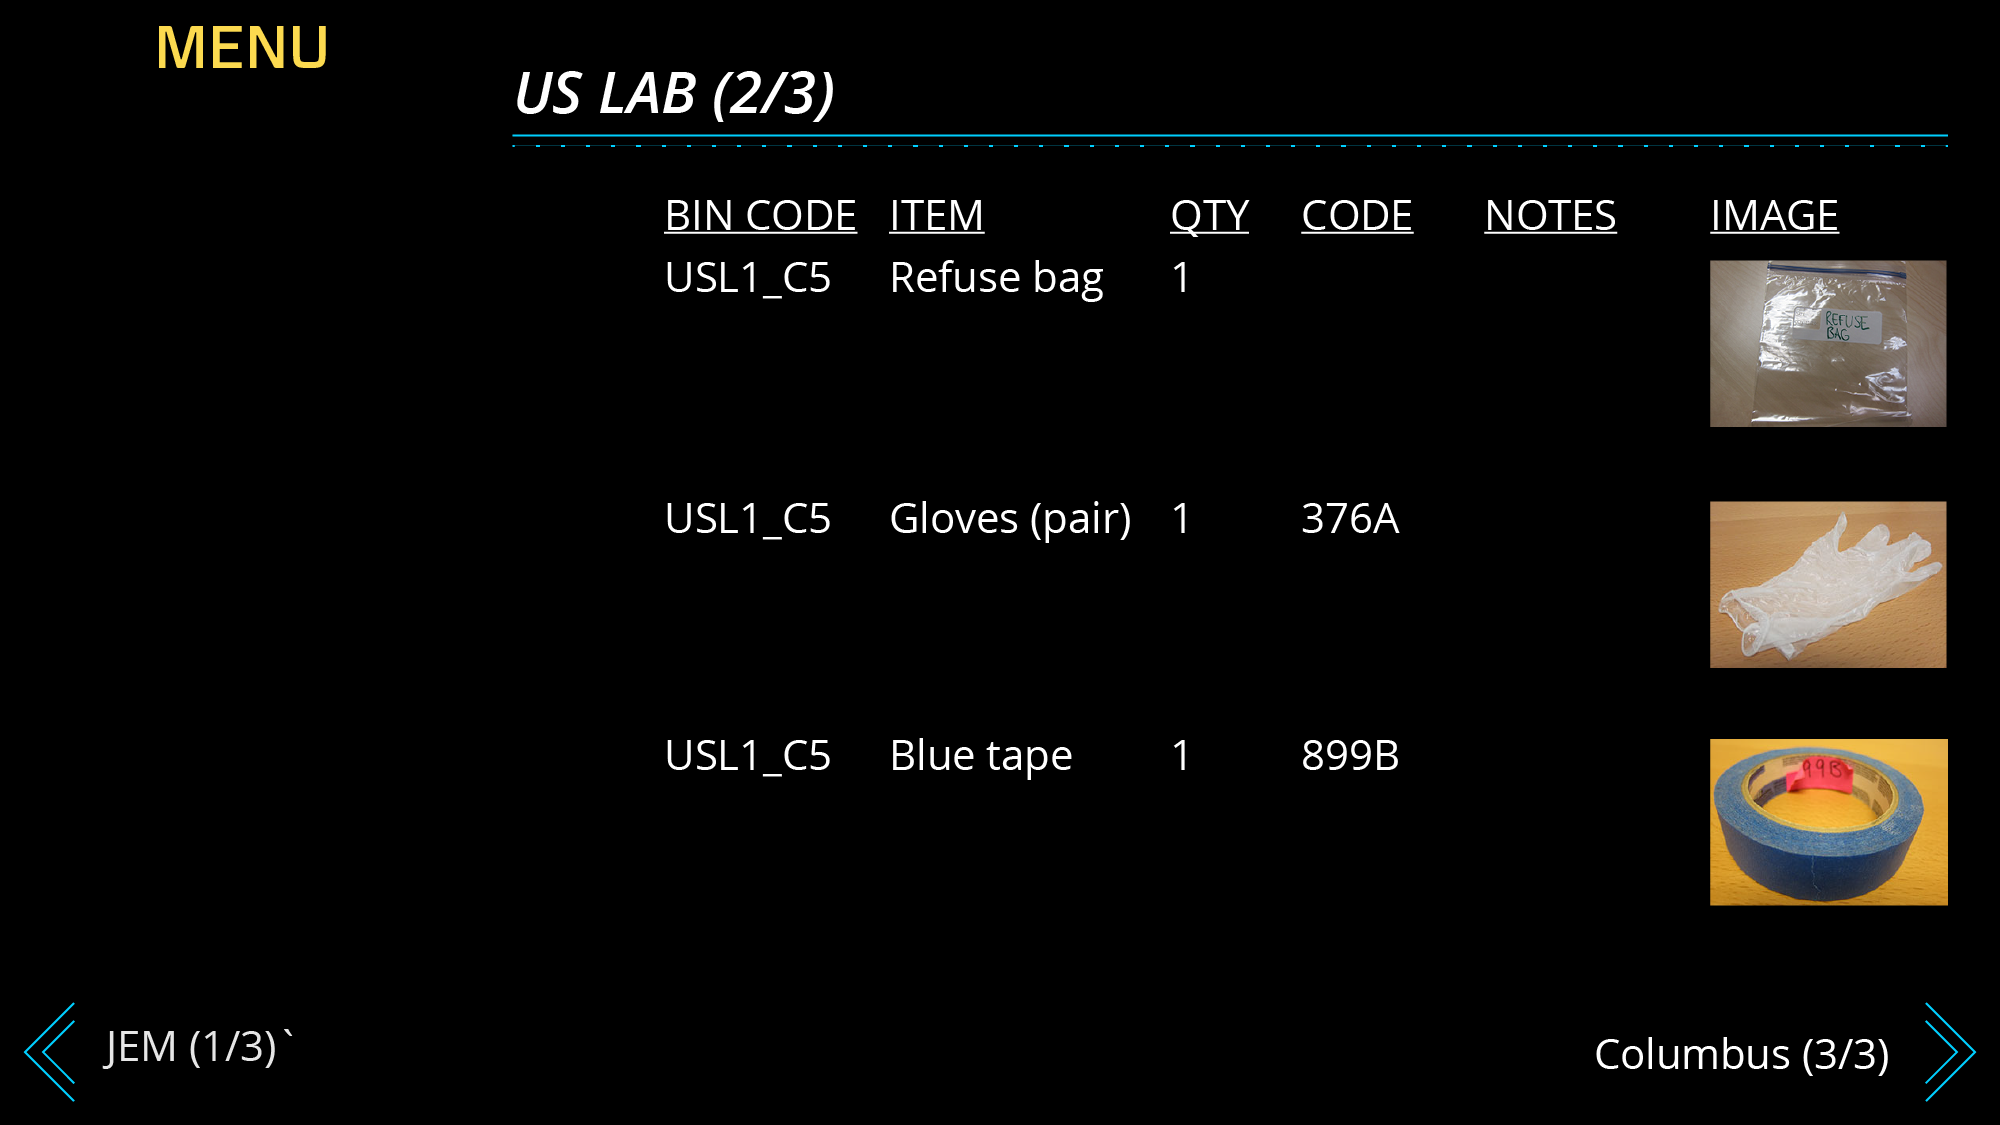 MENU
US LAB (2/3)
BIN CODE ITEM QTY CODE NOTES IMAGE
USL1_C5 Refuse bag 1
REFUSE
BAG
USL1_C5 Gloves (pair) 1 376A
USL1_C5 Blue tape 1 899B
99B
JEM (1/3) `
Columbus (3/3)